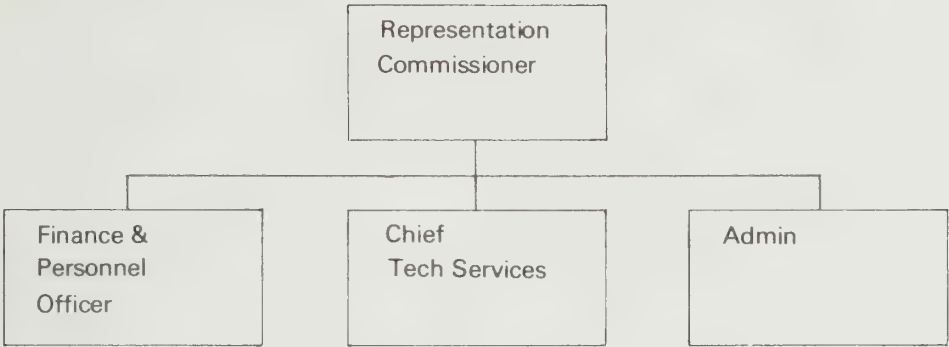 Representation
Commissioner
Finance &
Personnel
Officer
Chief
Tech Services
Admin